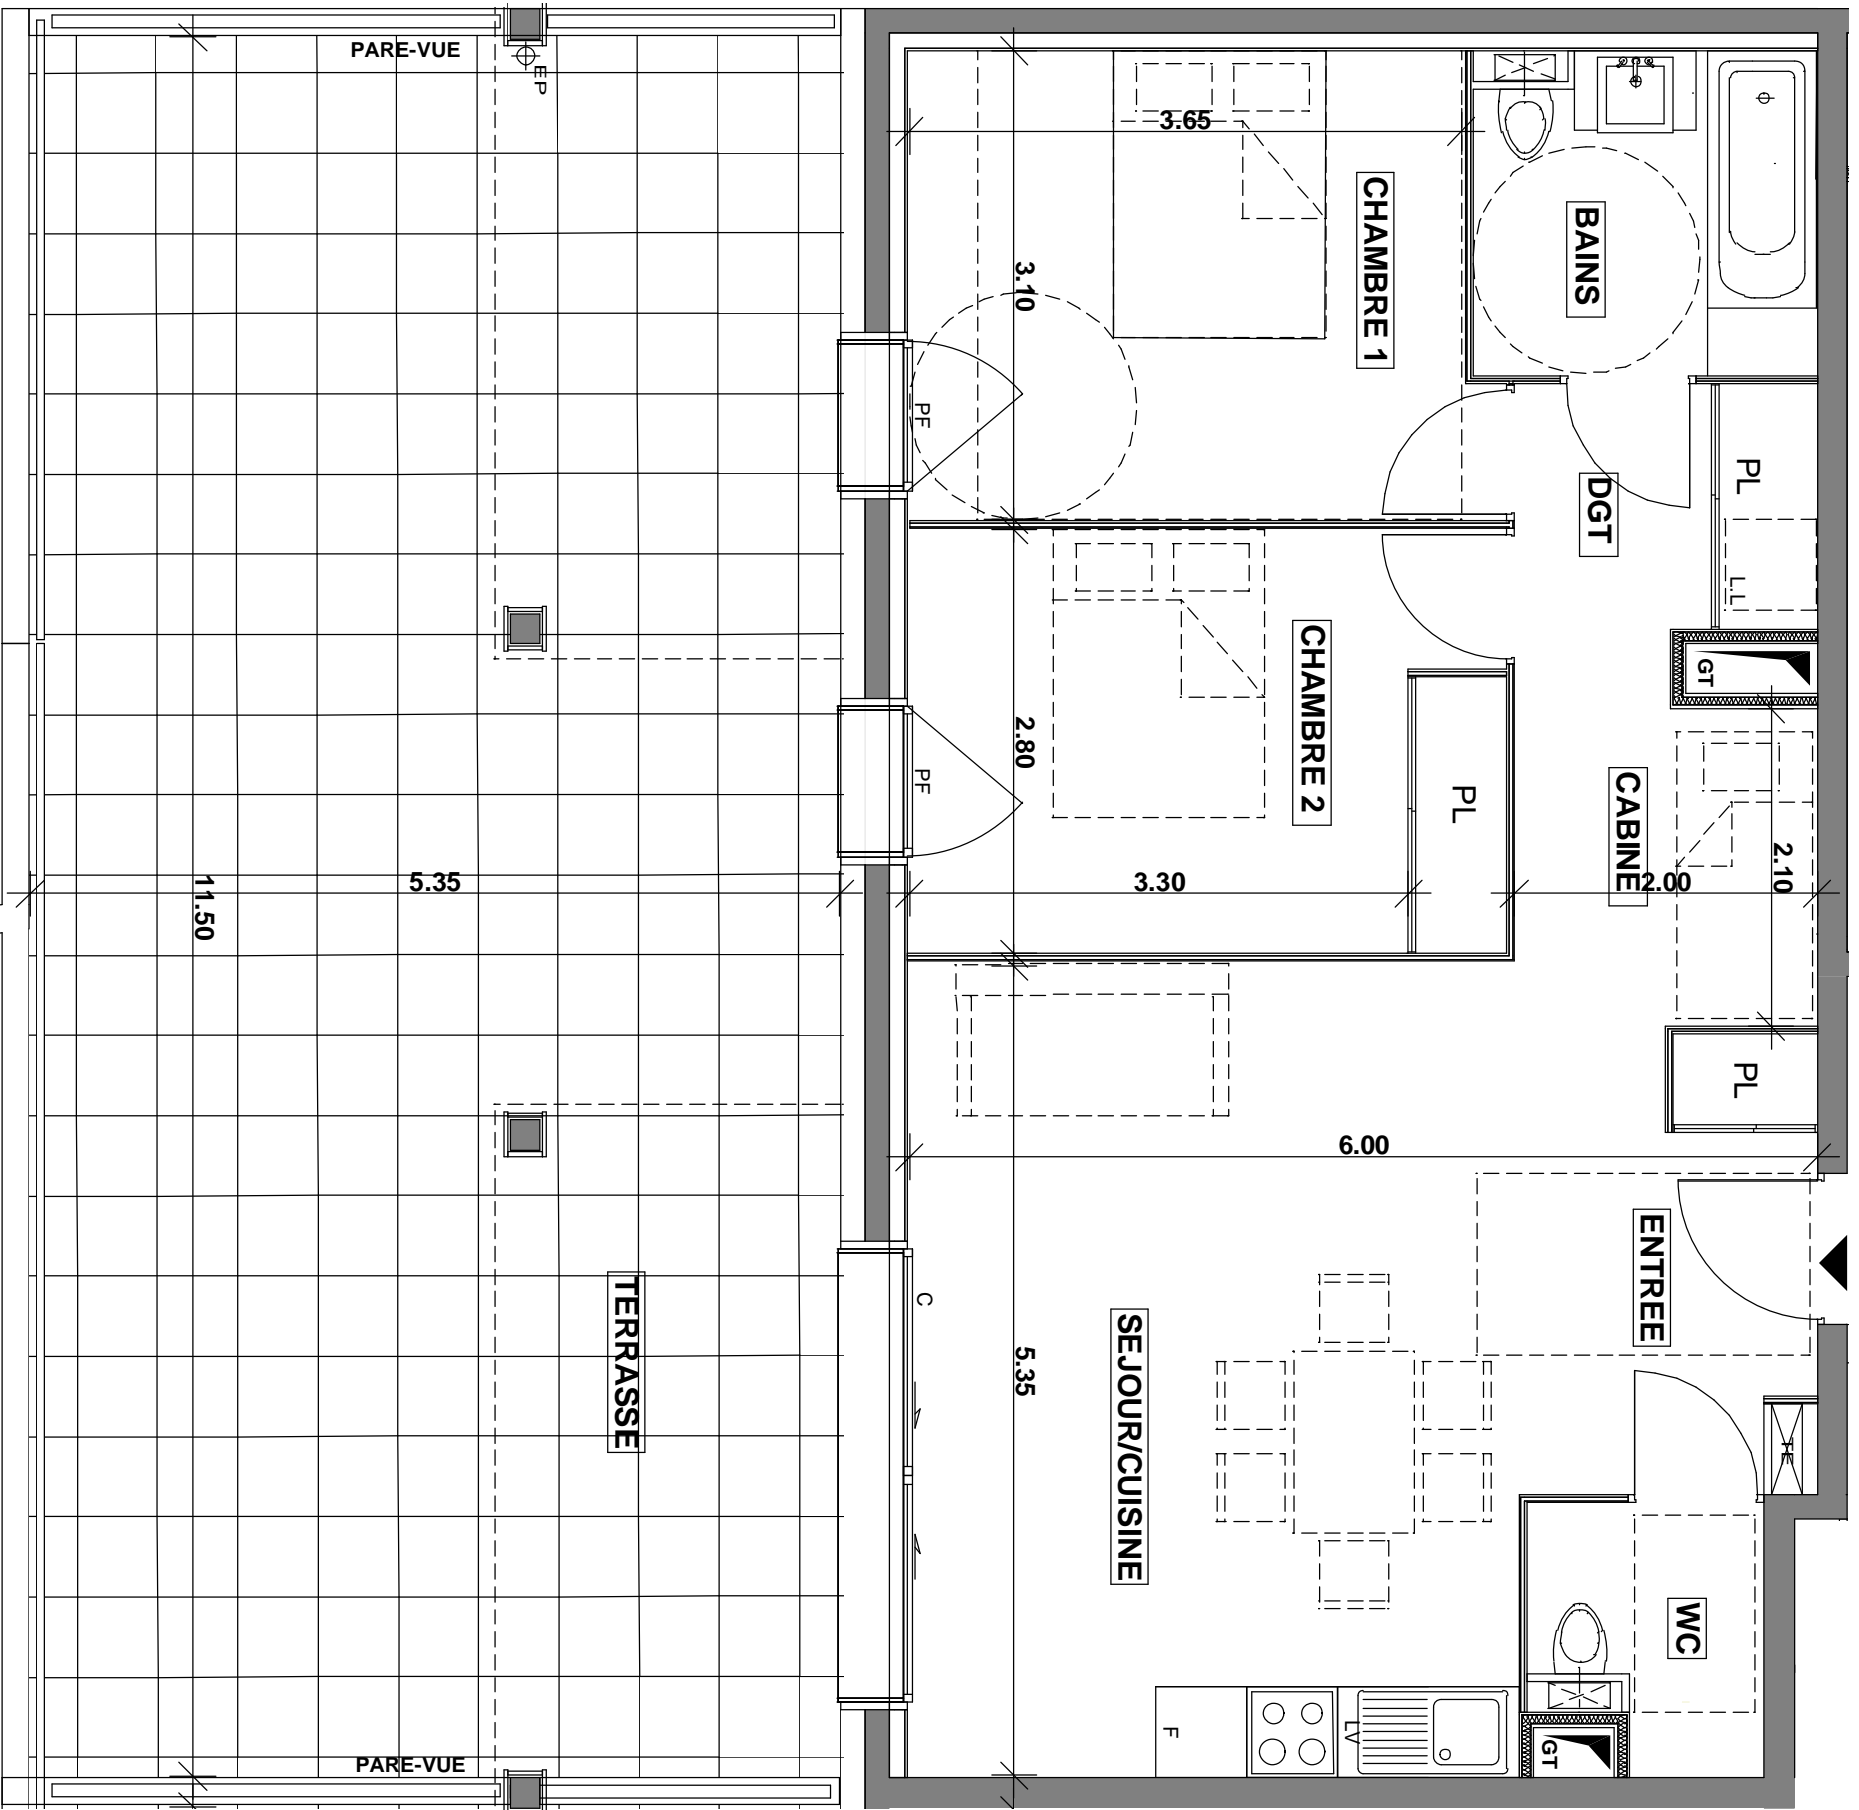 PARE-VUE
EP
3.65
CHAMBRE 1
BAINS
3.10
PF
PL
DGT
L.L
GT
CHAMBRE 2
2.80
PF
PL
CABINE
2.10
11.50
5.35
3.30
2.00
PL
6.00
ENTREE
TERRASSE
C
SEJOUR/CUISINE
5.35
TE
WC
F
LV
GT
PARE-VUE